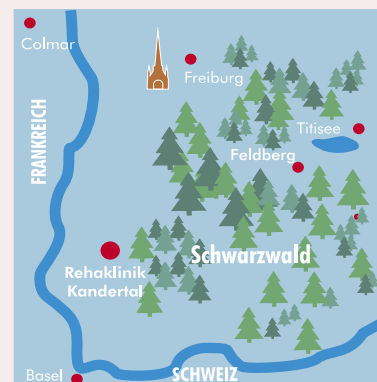 Colmar
Freiburg
FRANKREICH
Titisee
Feldberg
Schwarzwald
Rehaklinik
Kandertal
Basel
SCHWEIZ